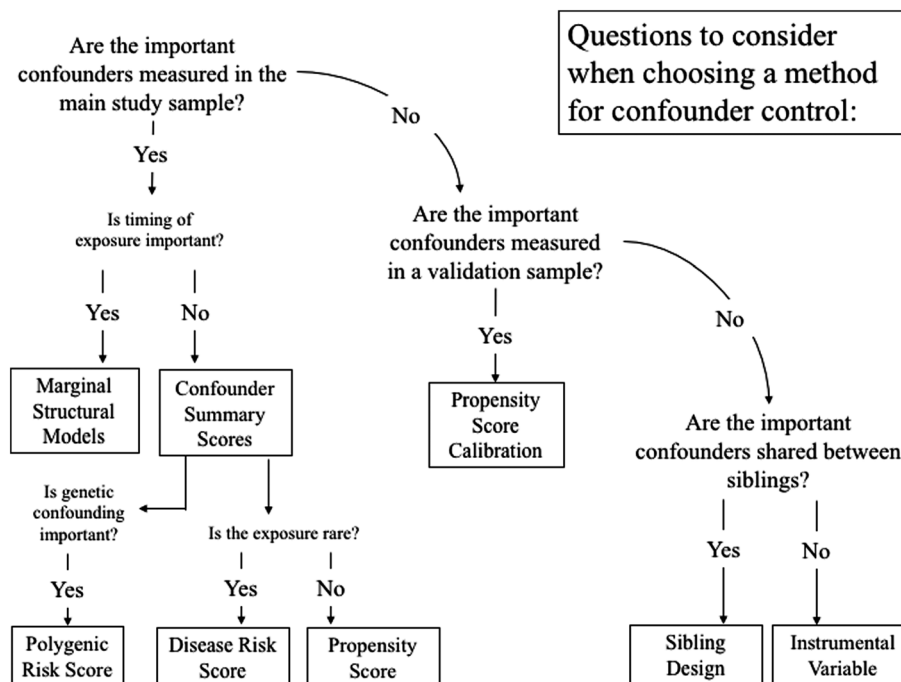 Questions to consider
when choosing a method
for confounder control:
Are the important
confounders measured in the
main study sample?
No
Yes
Is timing of
exposure important?
Are the important
confounders measured
in a validation sample?
Yes
No
Yes
No
Marginal
Structural
Models
Confounder
Summary
Scores
Propensity
Score
Calibration
Are the important
confounders shared between
siblings?
Is genetic
confounding
important?
Is the exposure rare?
Yes
No
Yes
Yes
No
Polygenic
Risk Score
Disease Risk
Score
Propensity
Score
Sibling
Design
Instrumental
Variable